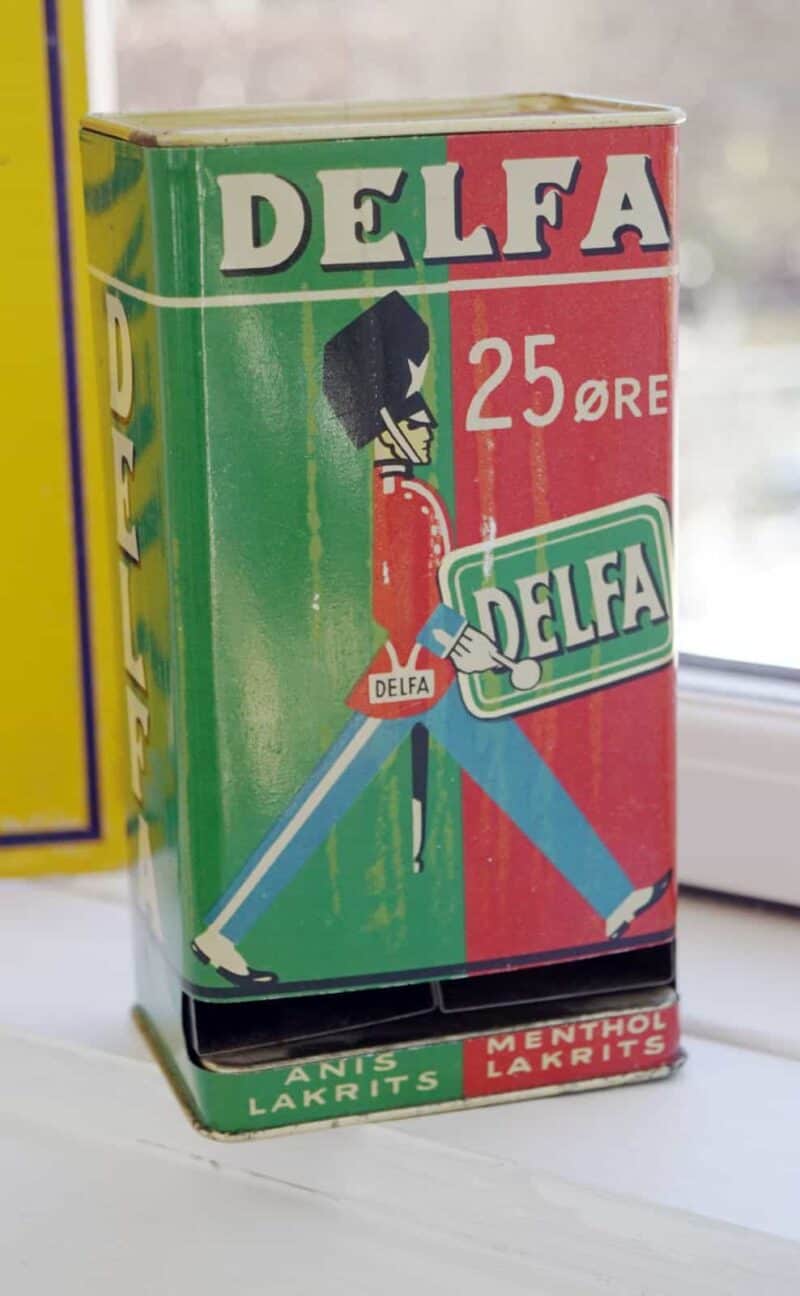 DELFA
DELFA
25 ØRE
DELFA
DELFA
ANIS
LAKRITS
MENTHOL
LAKRITS